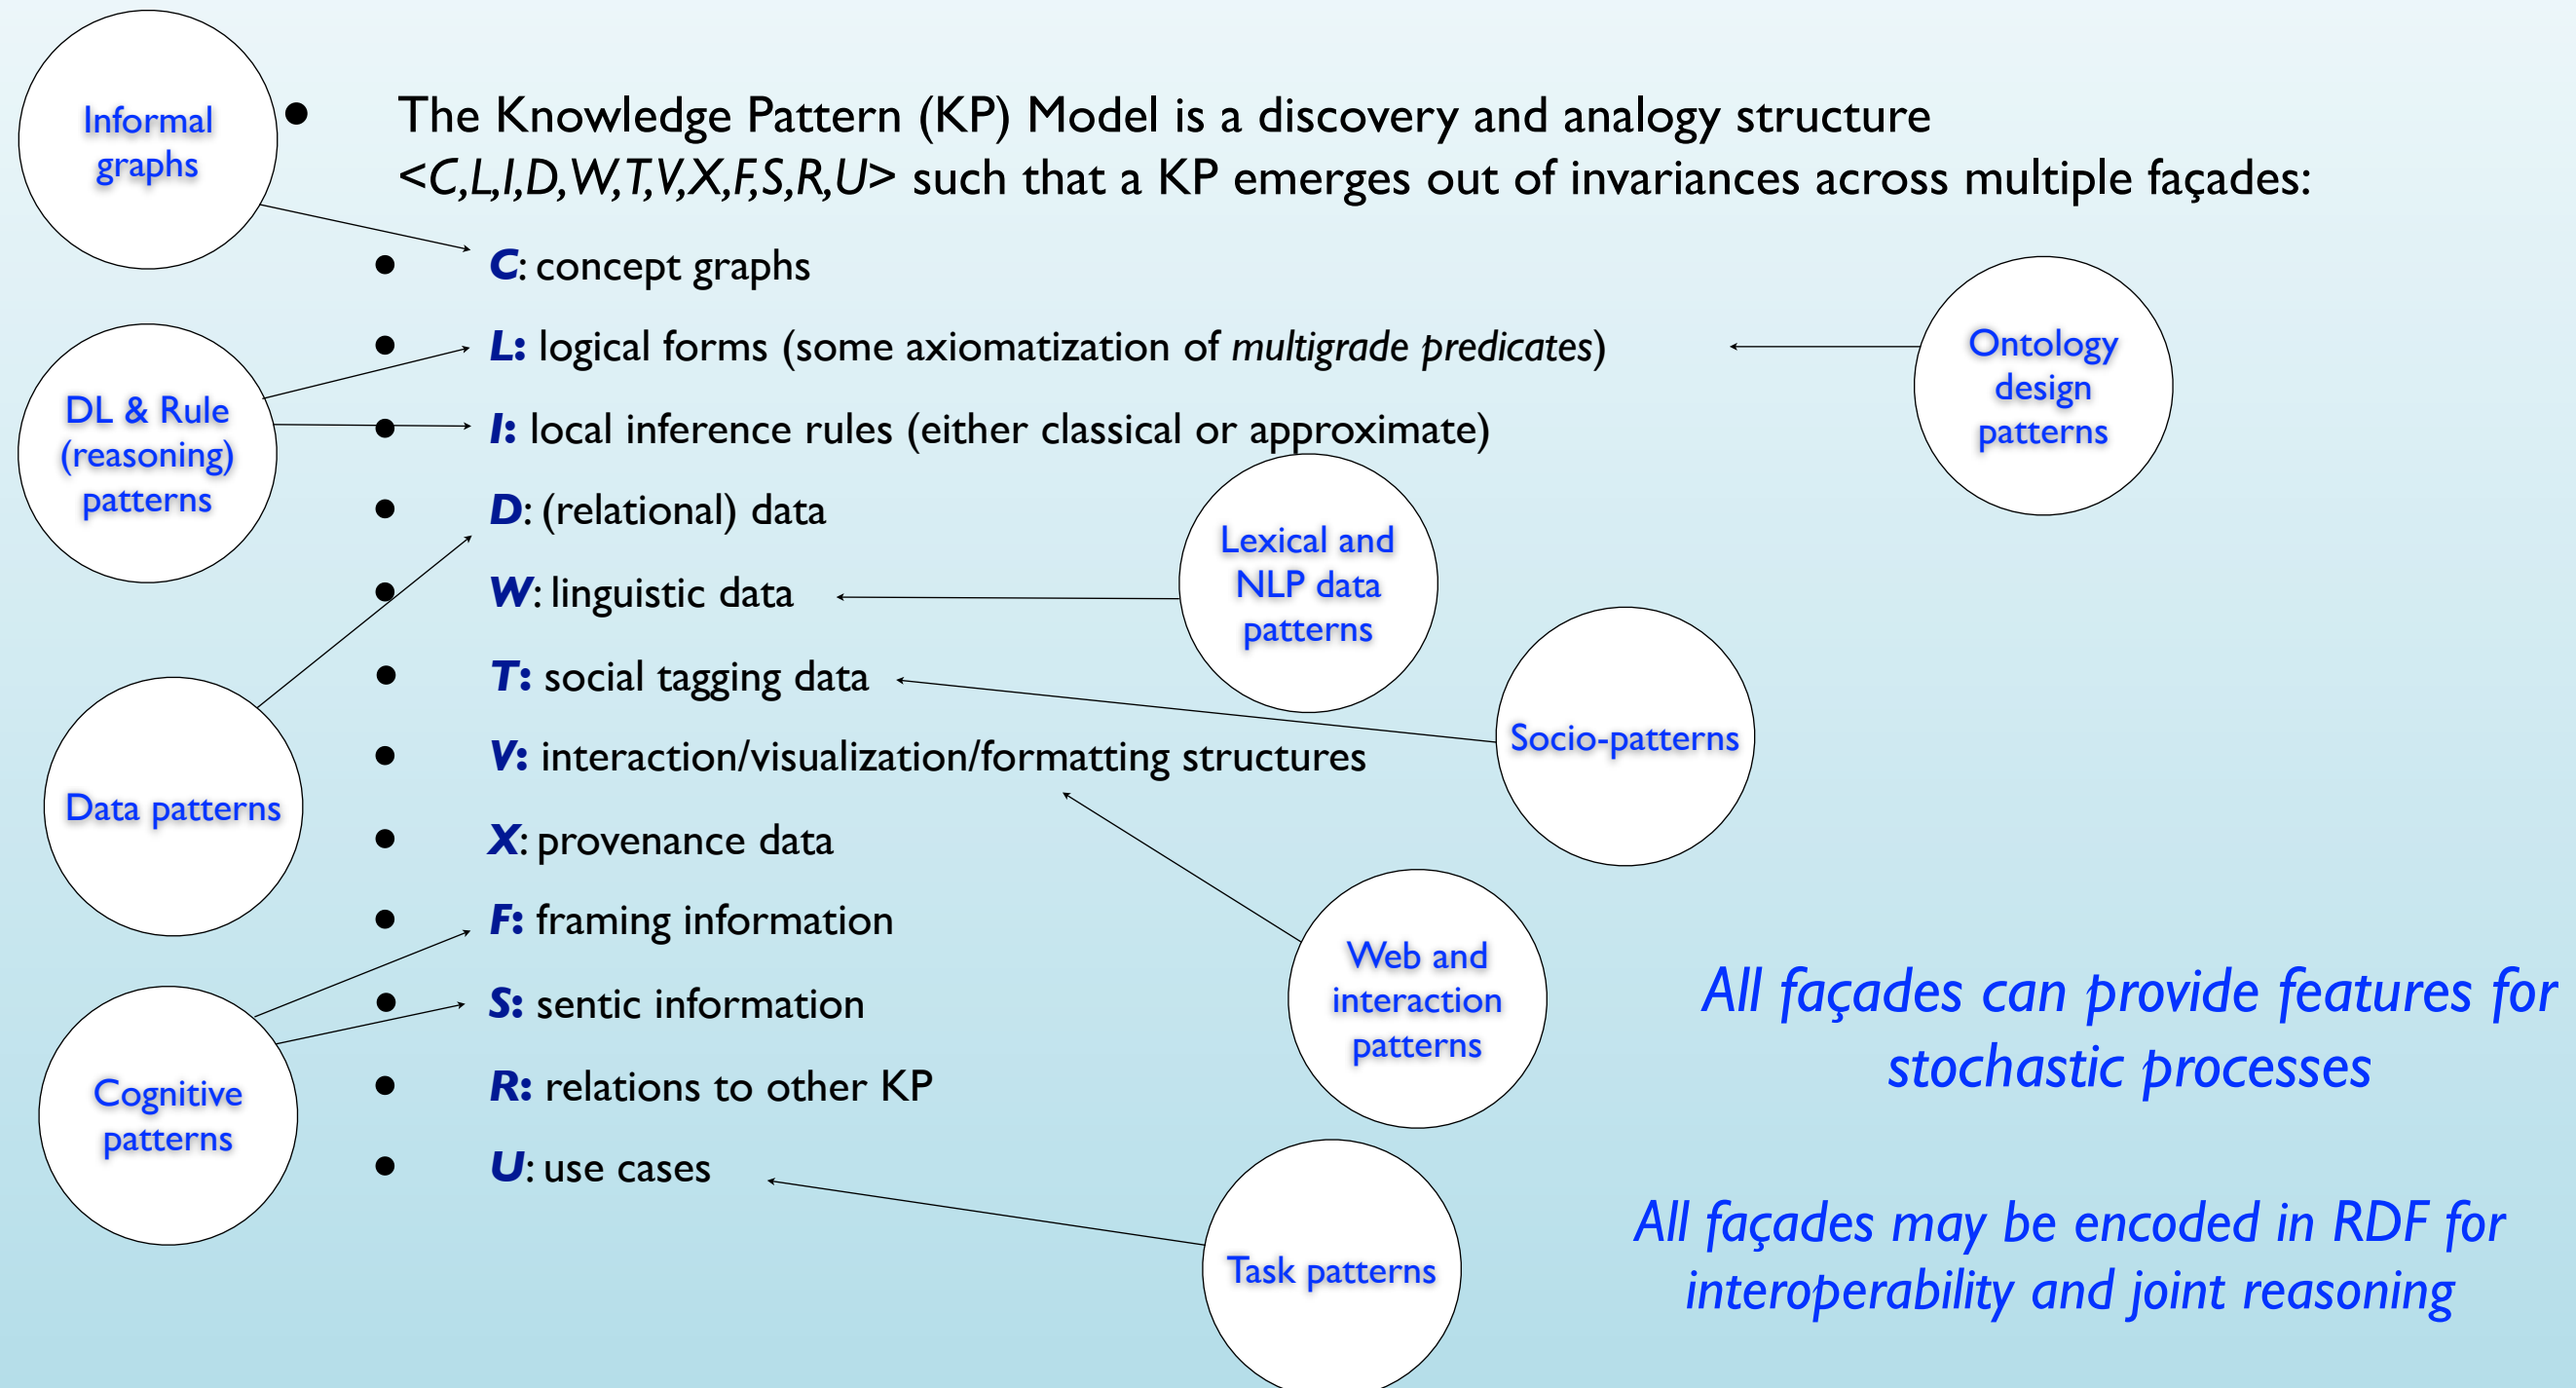 Informal
graphs
• The Knowledge Pattern (KP) Model is a discovery and analogy structure
<C,L,I,D,W,T,V,X,F,S,R,U> such that a KP emerges out of invariances across multiple façades:
• C: concept graphs
• L: logical forms (some axiomatization of multigrade predicates)
Ontology
design
patterns
DL & Rule
(reasoning)
patterns
• I: local inference rules (either classical or approximate)
• D: (relational) data
Lexical and
NLP data
patterns
• W: linguistic data
• T: social tagging data
Socio-patterns
• V: interaction/visualization/formatting structures
Data patterns
• X: provenance data
• F: framing information
Web and
interaction
patterns
• S: sentic information
Cognitive
patterns
• R: relations to other KP
• U: use cases
Task patterns
All façades can provide features for
stochastic processes
All façades may be encoded in RDF for
interoperability and joint reasoning